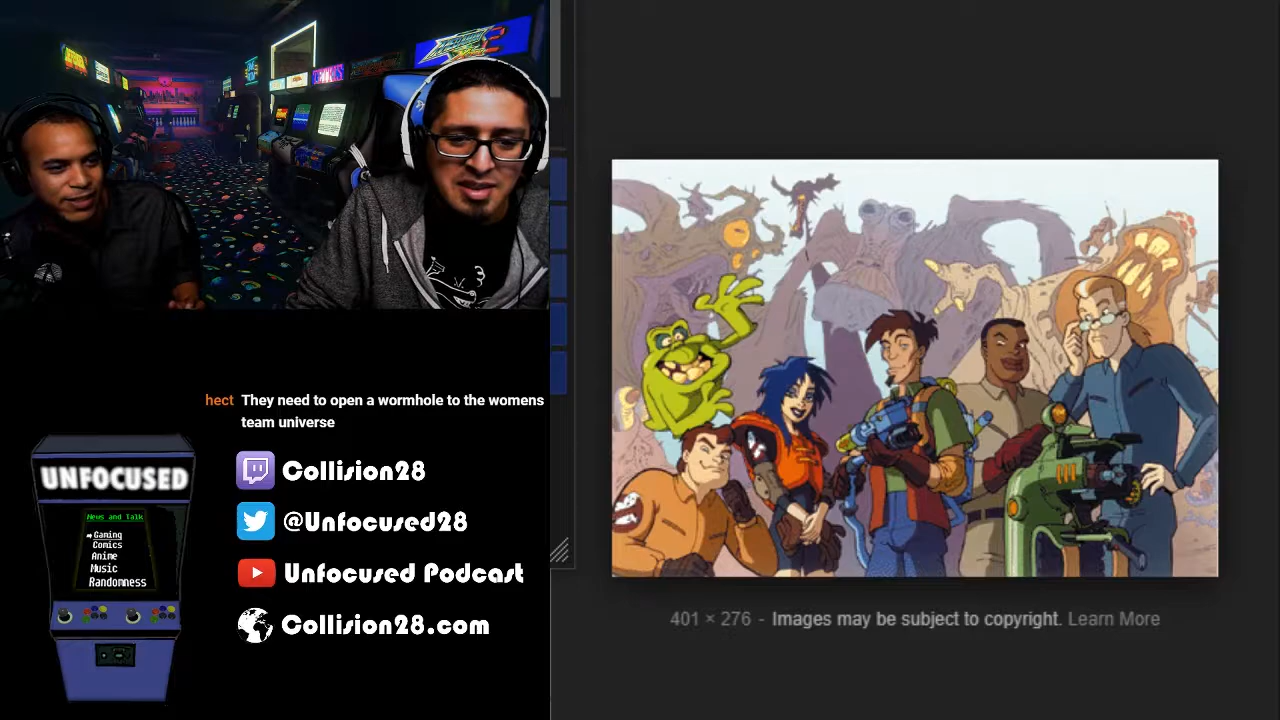 TETRIS
hect They need to open a wormhole to the womens
team universe
UNFOCUSED
News and Talk
Gaming
Comics
Anime
Music
Randomness
Collision28
@Unfocused28
Unfocused Podcast
Collision28.com
401 × 276 - Images may be subject to copyright. Learn More